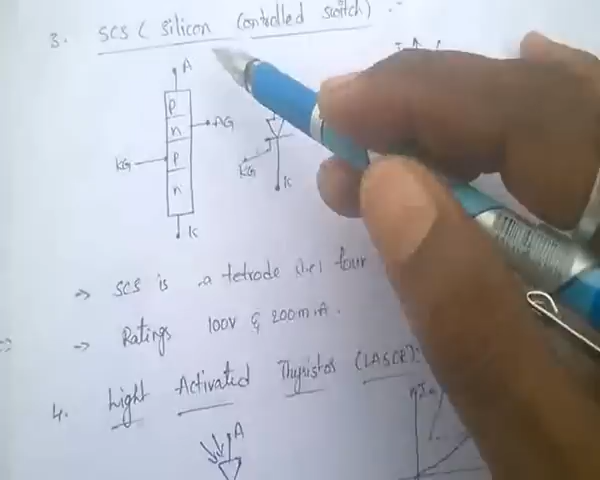 3. SCS ( Silicon Controlled switch) :-
A
P
n
AG
KG
P
n
K
KG
K
=> SCS is a tetrode i.e., four
=> Ratings 100V & 200mA.
4. Light Activated Thyristor (LASCR):
A